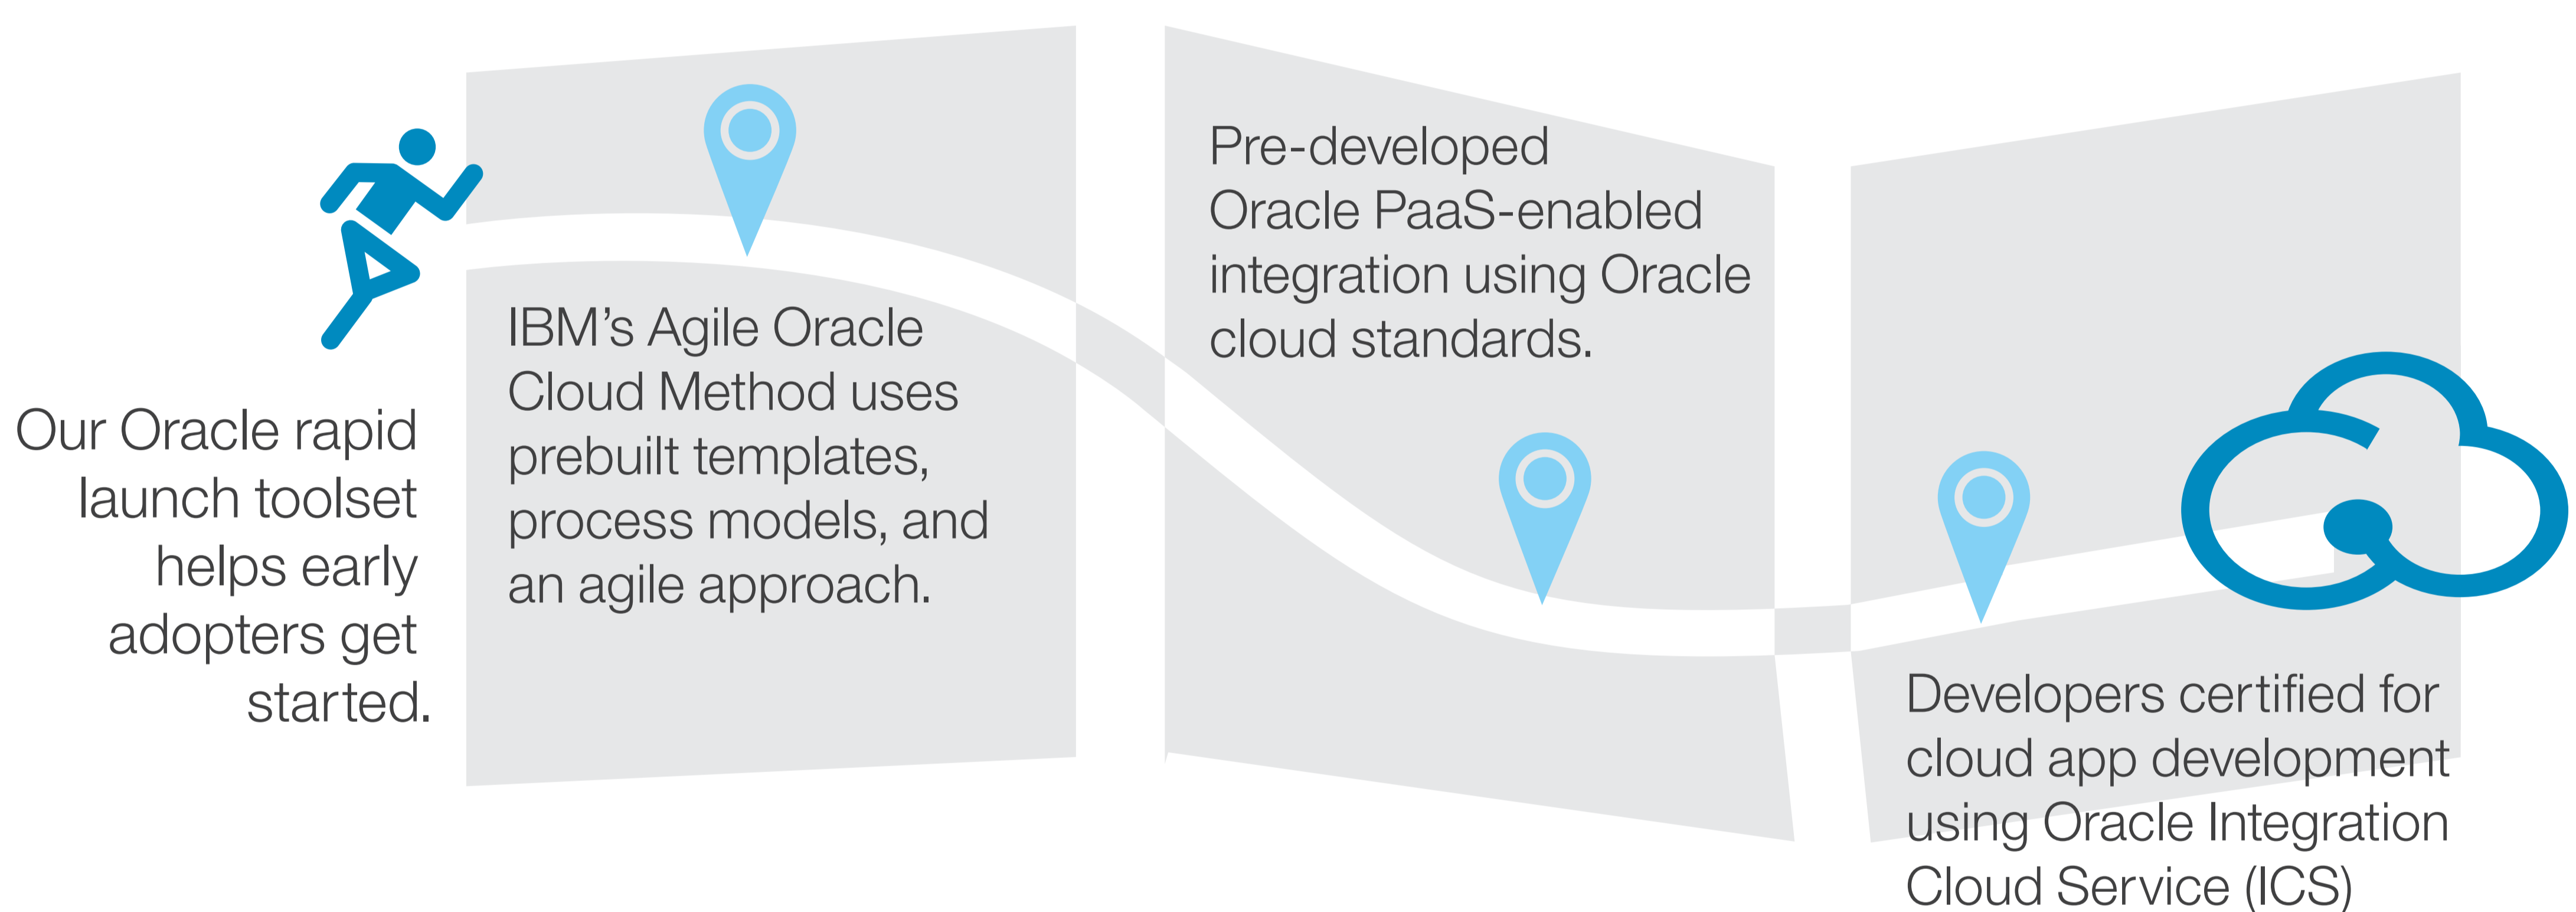 Our Oracle rapid
launch toolset
helps early
adopters get
started.
IBM’s Agile Oracle
Cloud Method uses
prebuilt templates,
process models, and
an agile approach.
Pre-developed
Oracle PaaS-enabled
integration using Oracle
cloud standards.
Developers certified for
cloud app development
using Oracle Integration
Cloud Service (ICS)